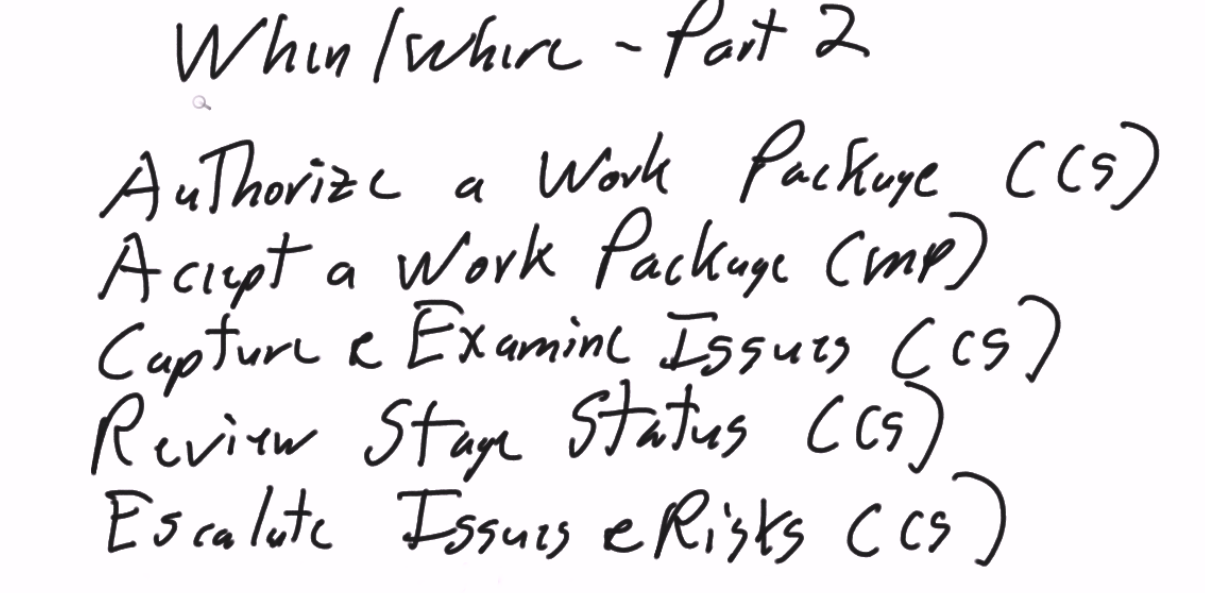 When/Where - Part 2
Authorize a Work Package (CS)
Accept a Work Package (MP)
Capture & Examine Issues (CS)
Review Stage Status (CS)
Escalate Issues & Risks (CS)